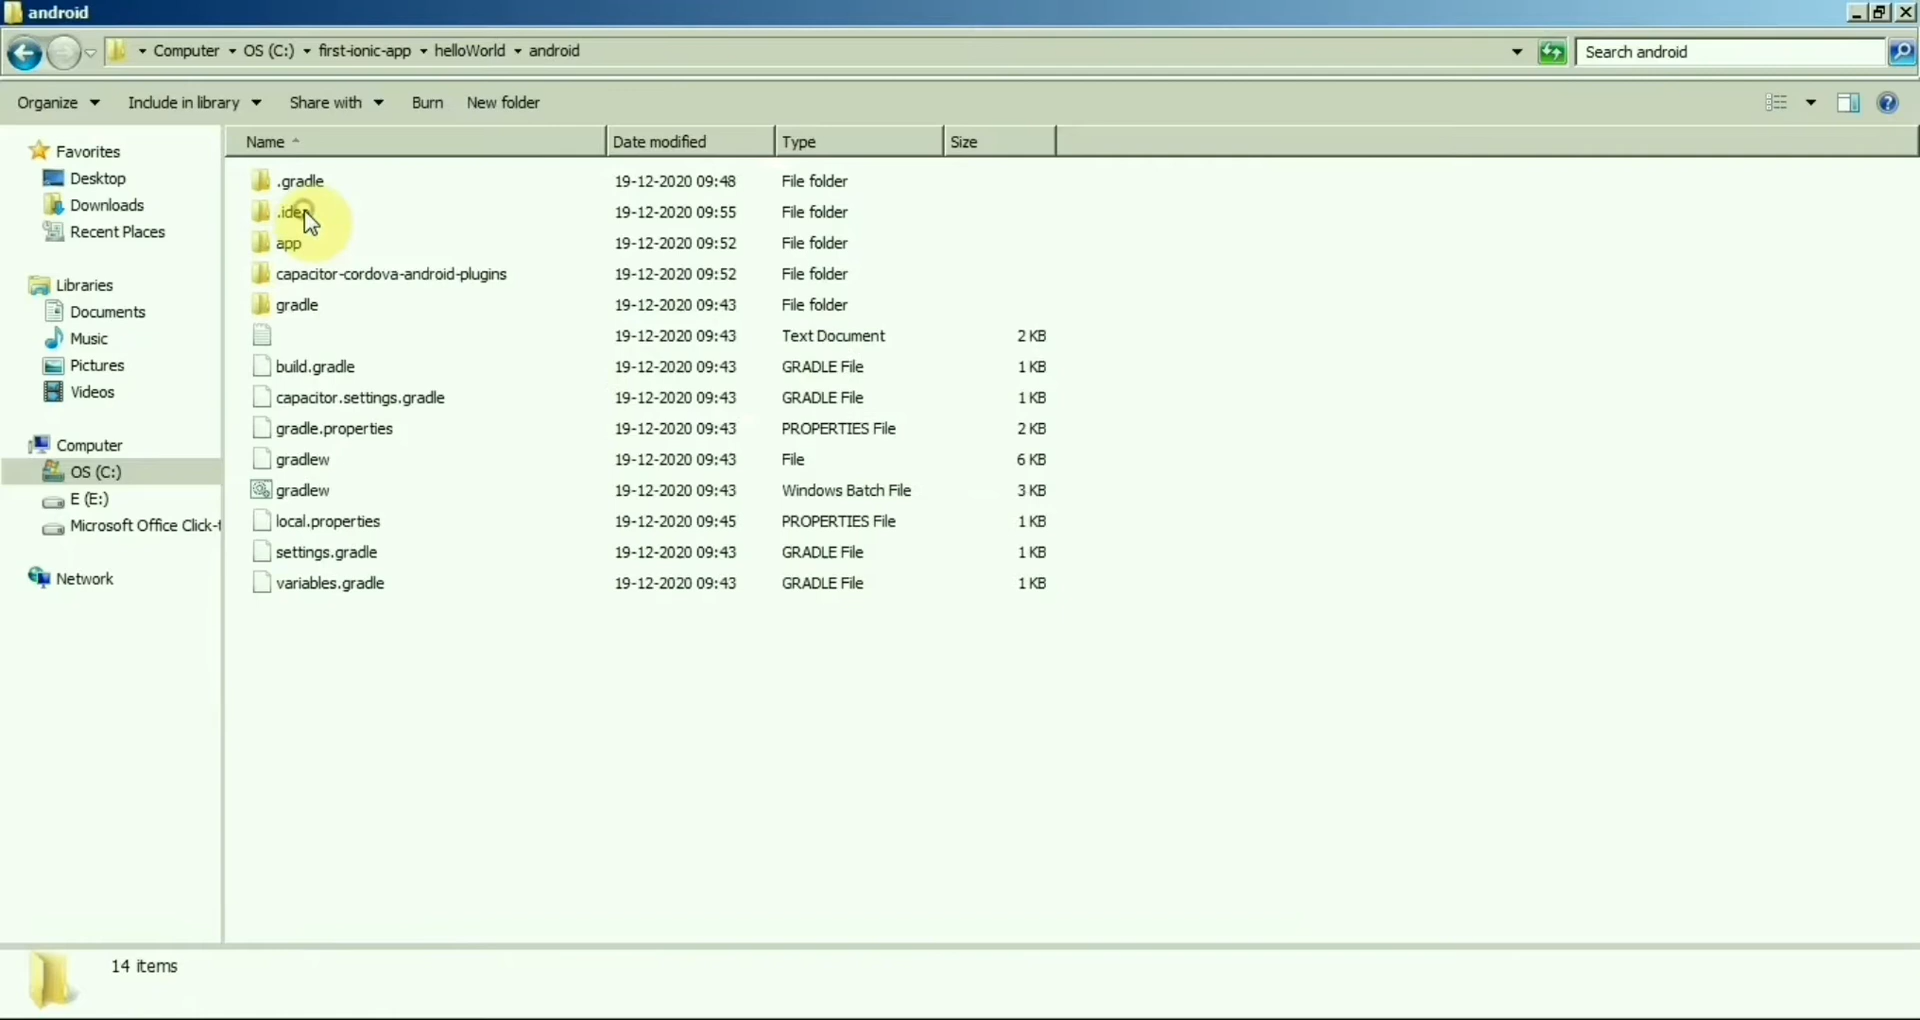 android
Computer OS (C:) first-ionic-app helloWorld android
Search android
Organize Include in library Share with Burn New folder
Name Date modified Type Size
Favorites
Desktop
Downloads
Recent Places
Libraries
Documents
Music
Pictures
Videos
Computer
OS (C:)
E (E:)
Microsoft Office Click-t
Network
.gradle 19-12-2020 09:48 File folder
.idea 19-12-2020 09:55 File folder
app 19-12-2020 09:52 File folder
capacitor-cordova-android-plugins 19-12-2020 09:52 File folder
gradle 19-12-2020 09:43 File folder
19-12-2020 09:43 Text Document 2 KB
build.gradle 19-12-2020 09:43 GRADLE File 1 KB
capacitor.settings.gradle 19-12-2020 09:43 GRADLE File 1 KB
gradle.properties 19-12-2020 09:43 PROPERTIES File 2 KB
gradlew 19-12-2020 09:43 File 6 KB
gradlew 19-12-2020 09:43 Windows Batch File 3 KB
local.properties 19-12-2020 09:45 PROPERTIES File 1 KB
settings.gradle 19-12-2020 09:43 GRADLE File 1 KB
variables.gradle 19-12-2020 09:43 GRADLE File 1 KB
14 items